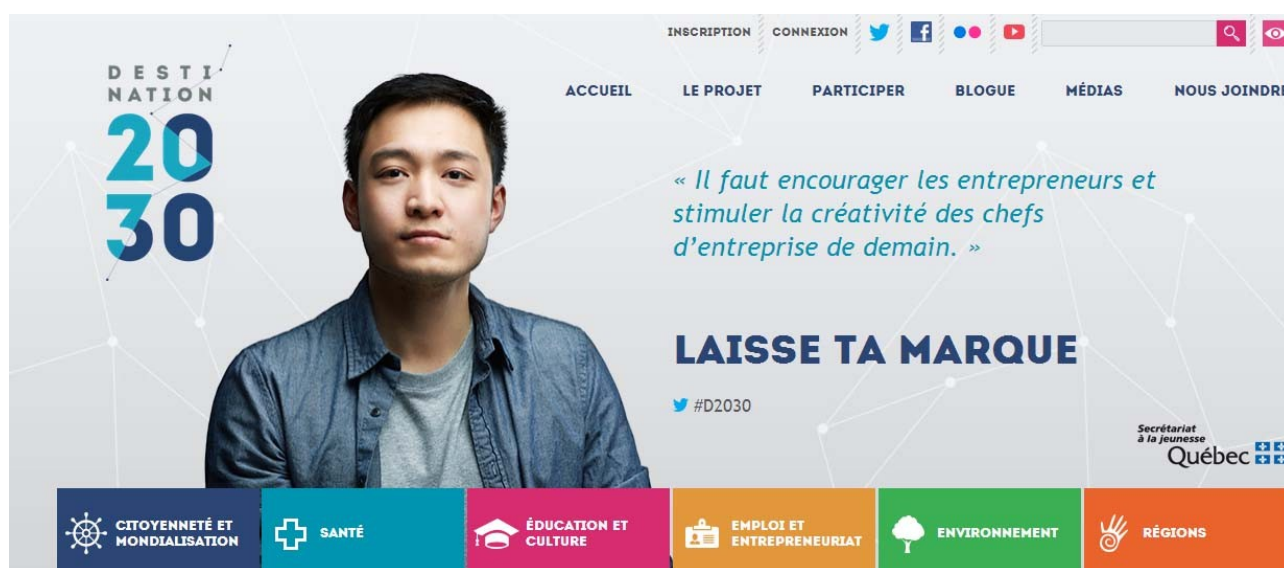 INSCRIPTION CONNEXION
DESTI
NATION
20
30
ACCUEIL LE PROJET PARTICIPER BLOGUE MÉDIAS NOUS JOINDRE
« Il faut encourager les entrepreneurs et
stimuler la créativité des chefs
d'entreprise de demain. »
LAISSE TA MARQUE
#D2030
Secrétariat
à la jeunesse
Québec
CITOYENNETÉ ET
MONDIALISATION
SANTÉ
ÉDUCATION ET
CULTURE
EMPLOI ET
ENTREPRENEURIAT
ENVIRONNEMENT
RÉGIONS